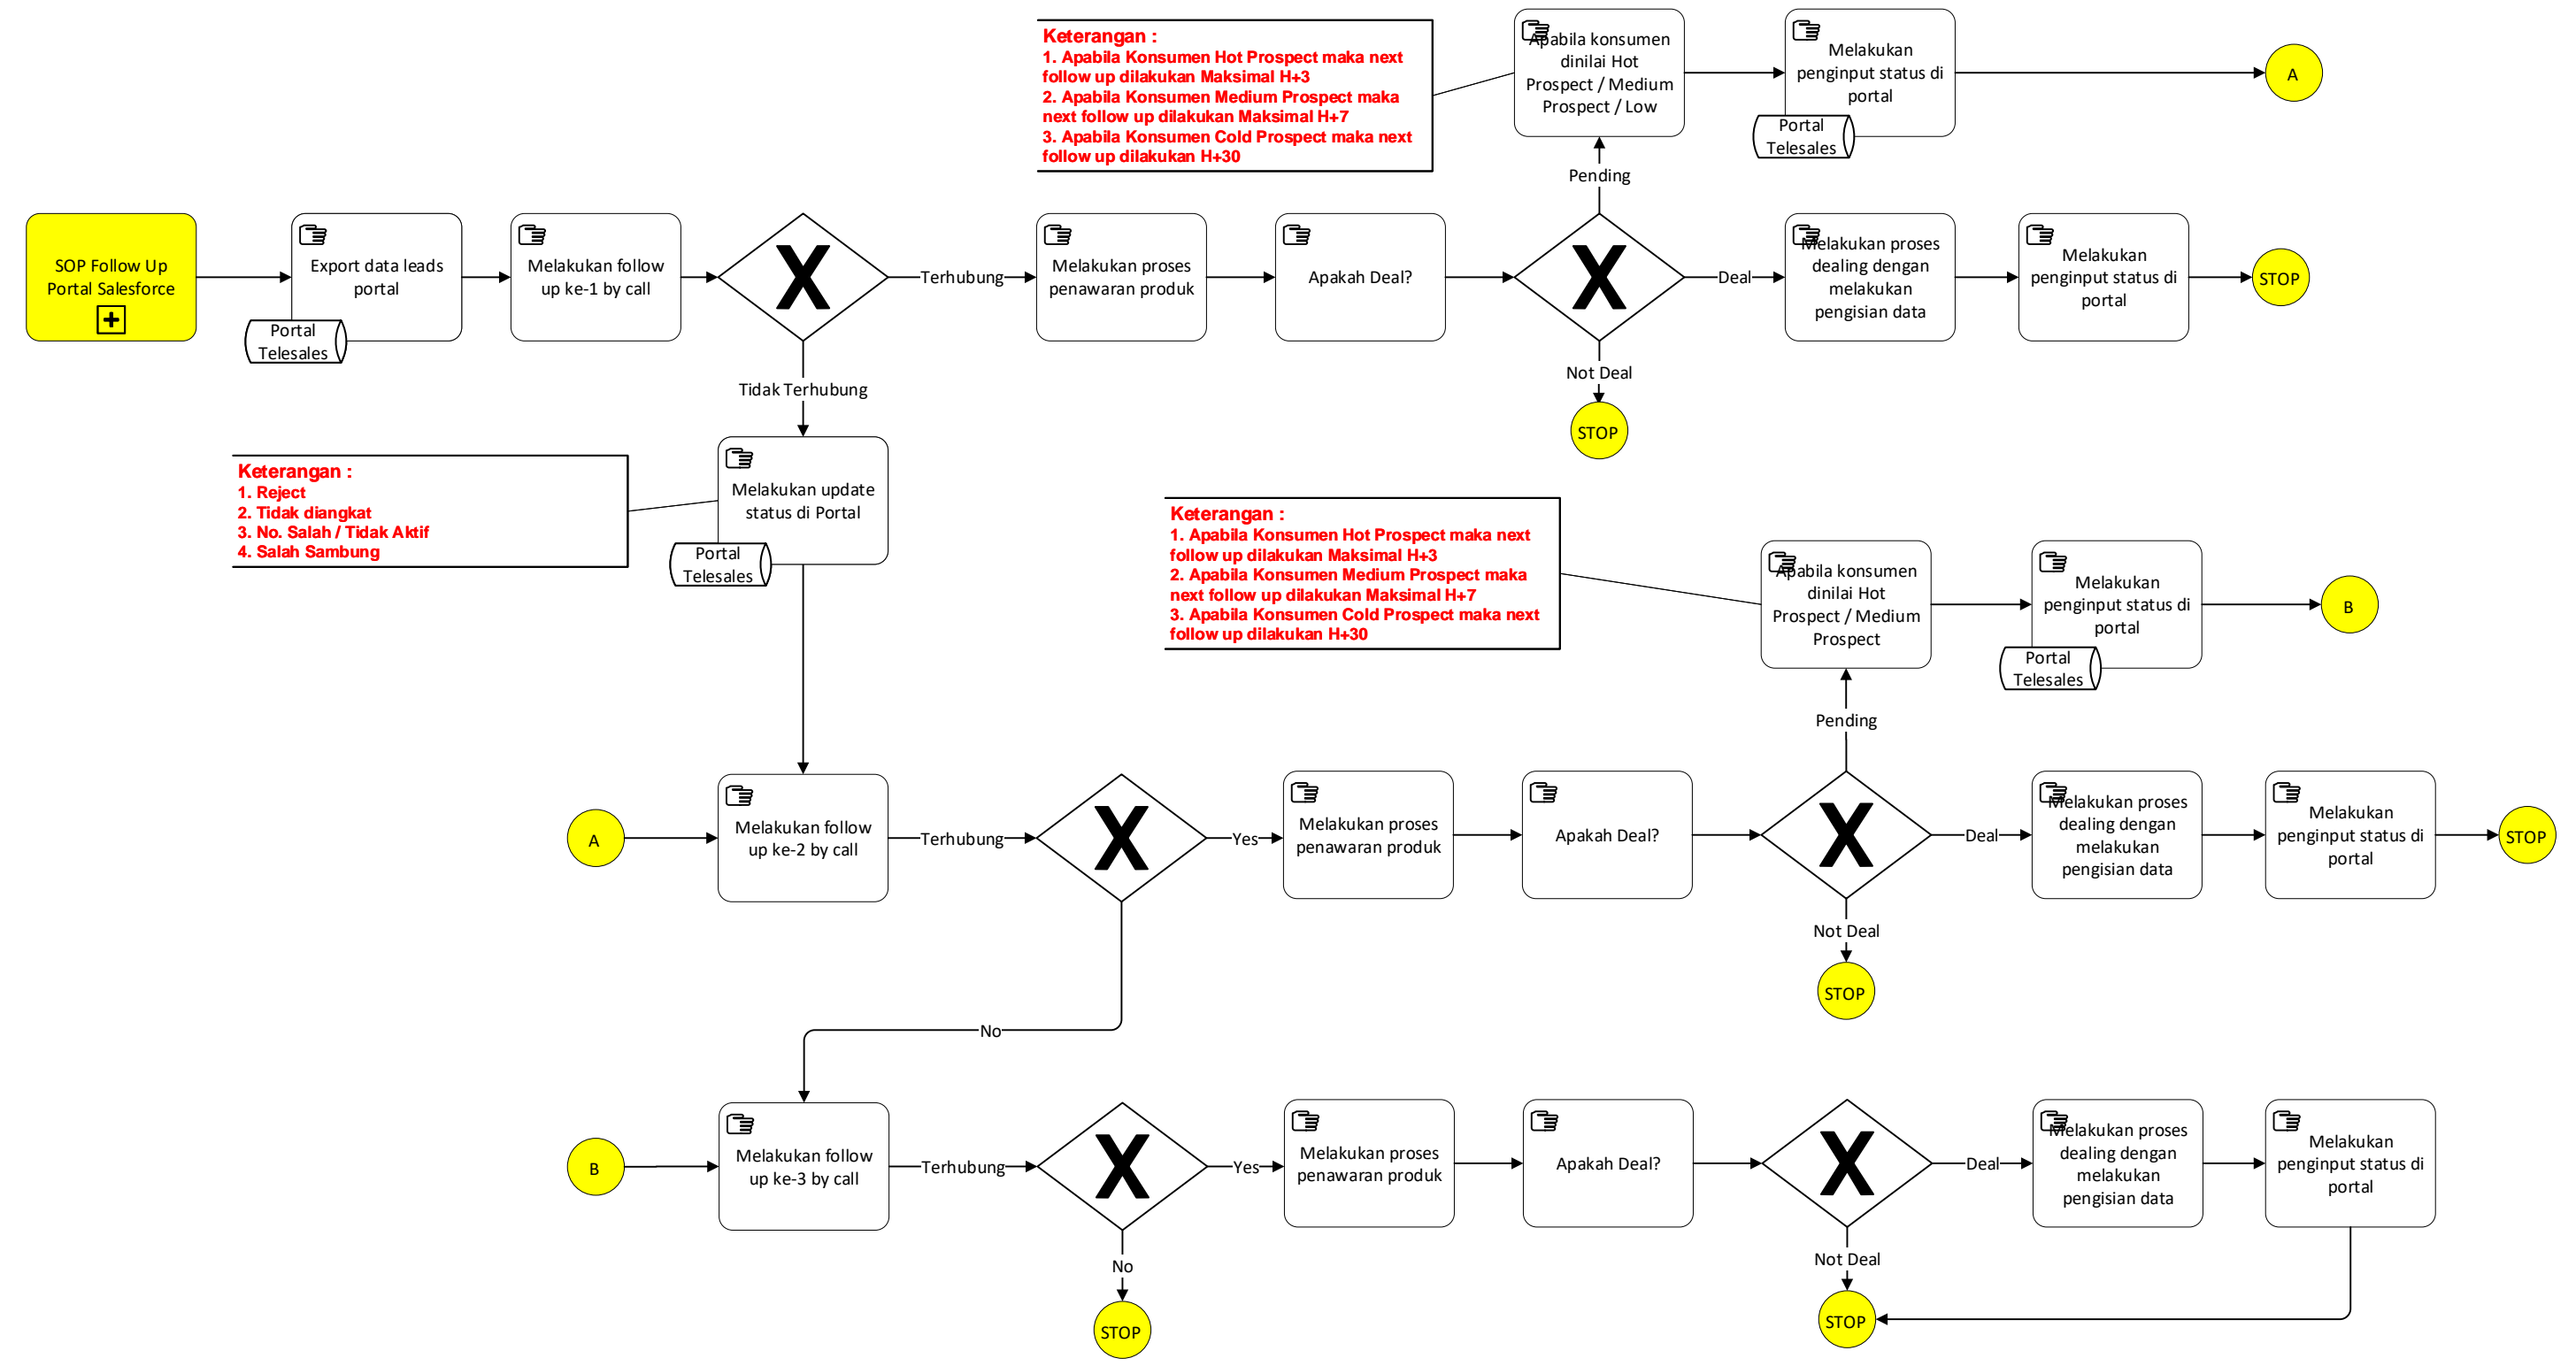 Keterangan :
1. Apabila Konsumen Hot Prospect maka next
follow up dilakukan Maksimal H+3
2. Apabila Konsumen Medium Prospect maka
next follow up dilakukan Maksimal H+7
3. Apabila Konsumen Cold Prospect maka next
follow up dilakukan H+30
Apabila konsumen
dinilai Hot
Prospect / Medium
Prospect / Low
Melakukan
penginput status di
portal
Portal
Telesales
A
Pending
SOP Follow Up
Portal Salesforce
Export data leads
portal
Portal
Telesales
Melakukan follow
up ke-1 by call
X
Terhubung
Melakukan proses
penawaran produk
Apakah Deal?
X
Deal
Melakukan proses
dealing dengan
melakukan
pengisian data
Melakukan
penginput status di
portal
STOP
Tidak Terhubung
Not Deal
STOP
Keterangan :
1. Reject
2. Tidak diangkat
3. No. Salah / Tidak Aktif
4. Salah Sambung
Melakukan update
status di Portal
Portal
Telesales
Keterangan :
1. Apabila Konsumen Hot Prospect maka next
follow up dilakukan Maksimal H+3
2. Apabila Konsumen Medium Prospect maka
next follow up dilakukan Maksimal H+7
3. Apabila Konsumen Cold Prospect maka next
follow up dilakukan H+30
Apabila konsumen
dinilai Hot
Prospect / Medium
Prospect
Melakukan
penginput status di
portal
Portal
Telesales
B
Pending
A
Melakukan follow
up ke-2 by call
Terhubung
X
Yes
Melakukan proses
penawaran produk
Apakah Deal?
X
Deal
Melakukan proses
dealing dengan
melakukan
pengisian data
Melakukan
penginput status di
portal
STOP
Not Deal
STOP
No
B
Melakukan follow
up ke-3 by call
Terhubung
X
Yes
Melakukan proses
penawaran produk
Apakah Deal?
X
Deal
Melakukan proses
dealing dengan
melakukan
pengisian data
Melakukan
penginput status di
portal
No
STOP
Not Deal
STOP